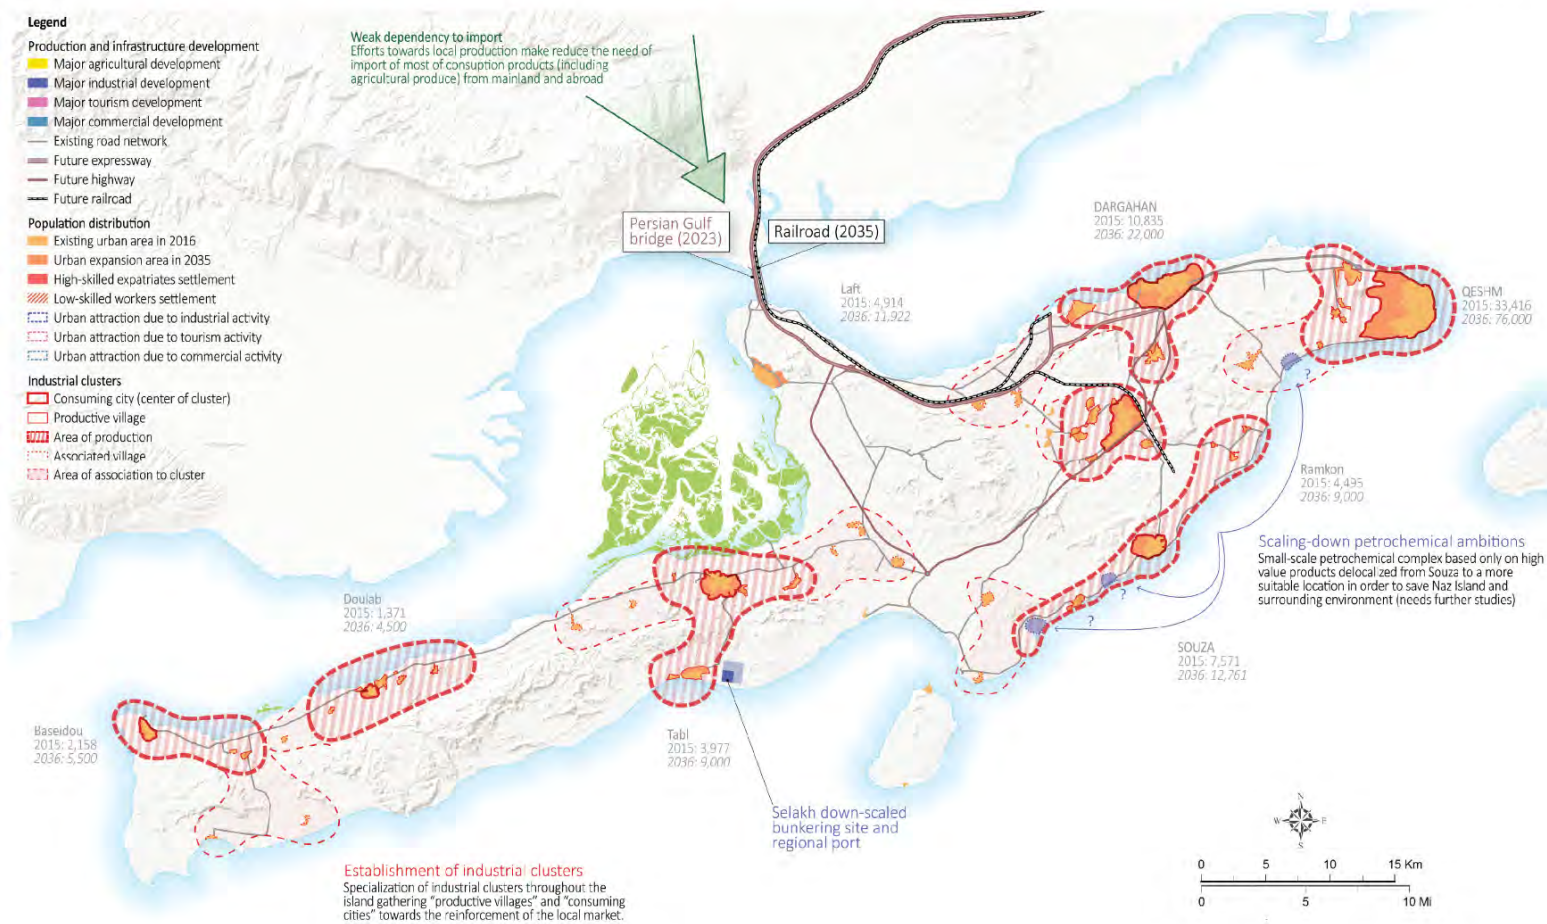 Legend
Production and infrastructure development
Major agricultural development
Major industrial development
Major tourism development
Major commercial development
Existing road network
Future expressway
Future highway
Future railroad
Population distribution
Existing urban area in 2016
Urban expansion area in 2035
High-skilled expatriates settlement
Low-skilled workers settlement
Urban attraction due to industrial activity
Urban attraction due to tourism activity
Urban attraction due to commercial activity
Industrial clusters
Consuming city (center of cluster)
Productive village
Area of production
Associated village
Area of association to cluster
Weak dependency to import
Efforts towards local production make reduce the need of
import of most of consuption products (including
agricultural produce) from mainland and abroad
Persian Gulf
bridge (2023)
Railroad (2035)
DARGAHAN
2015: 10,835
2036: 22,000
Laft
2015: 4,914
2036: 11,922
QESHM
2015: 33,416
2036: 76,000
?
Ramkon
2015: 4,495
2036: 9,000
Scaling-down petrochemical ambitions
Small-scale petrochemical complex based only on high
value products delocalized from Souza to a more
suitable location in order to save Naz Island and
surrounding environment (needs further studies)
?
?
SOUZA
2015: 7,571
2036: 12,761
Doulab
2015: 1,371
2036: 4,500
Baseidou
2015: 2,158
2036: 5,500
Tabl
2015: 3,977
2036: 9,000
Selakh down-scaled
bunkering site and
regional port
Establishment of industrial clusters
Specialization of industrial clusters throughout the
island gathering "productive villages" and "consuming
cities" towards the reinforcement of the local market.
N
W E
S
0 5 10 15 Km
0 5 10 Mi